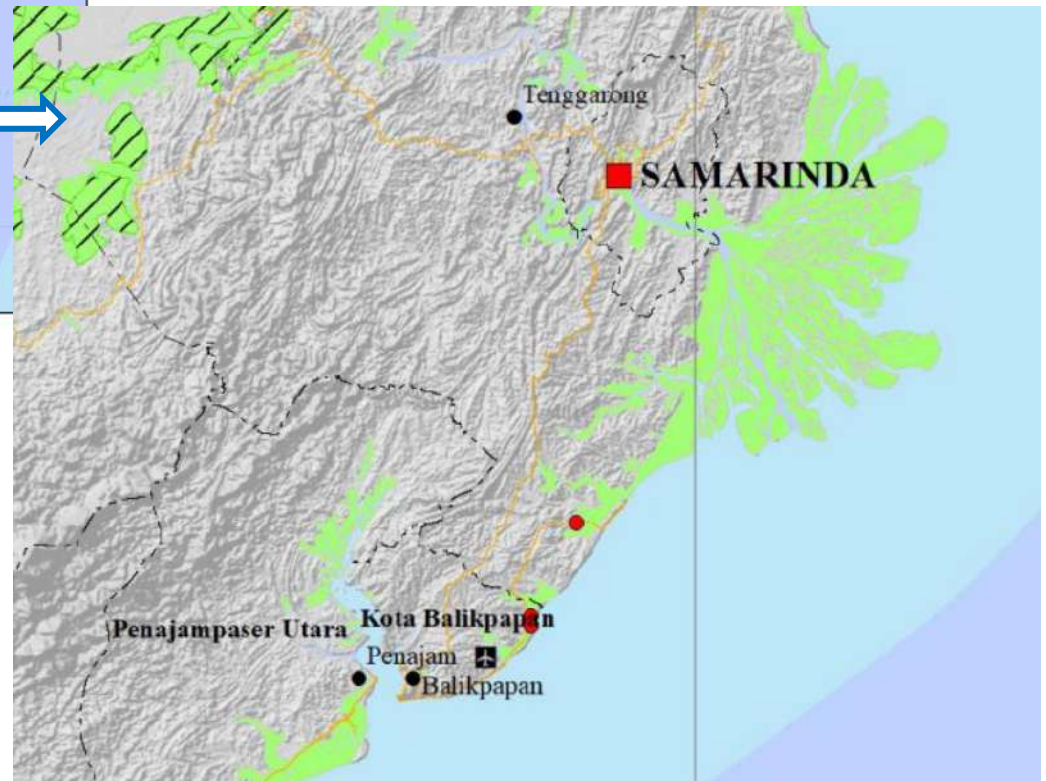 Tenggarong
SAMARINDA
Penajampaser Utara
Kota Balikpapan
Penajam
Balikpapan